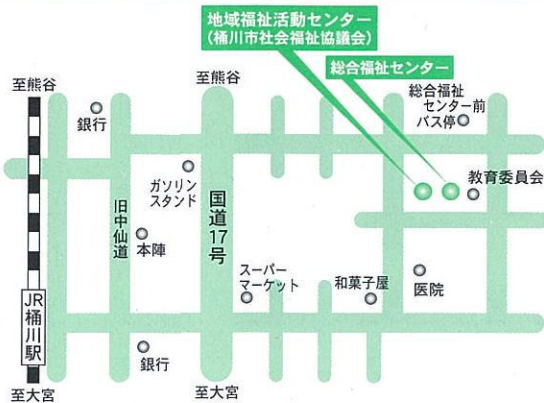 地域福祉活動センター
(桶川市社会福祉協議会)
総合福祉センター
至熊谷
至熊谷
総合福祉
センター前
バス停
銀行
教育委員会
ガソリン
スタンド
国道17号
旧中仙道
本陣
スーパー
マーケット
和菓子屋
医院
JR
桶川駅
銀行
至大宮
至大宮